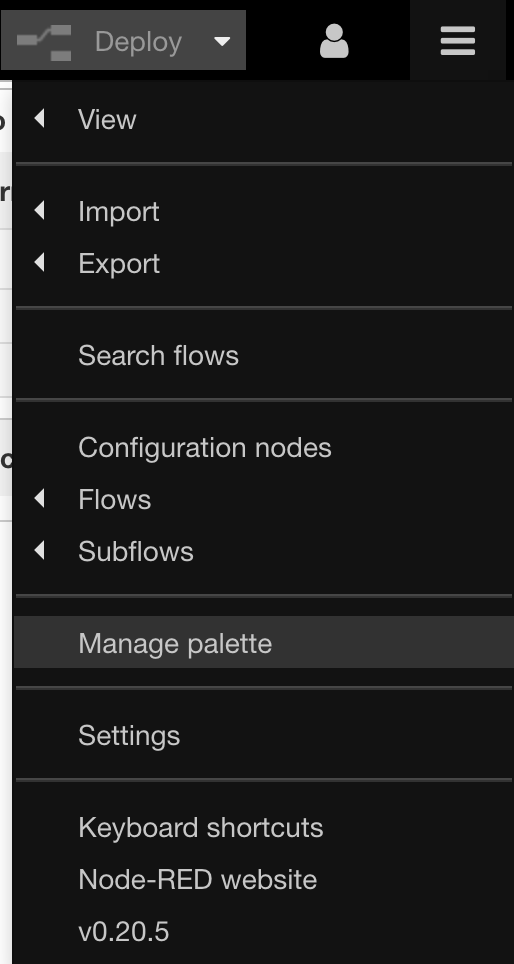 Deploy
View
Import
Export
Search flows
Configuration nodes
Flows
Subflows
Manage palette
Settings
Keyboard shortcuts
Node-RED website
v0.20.5